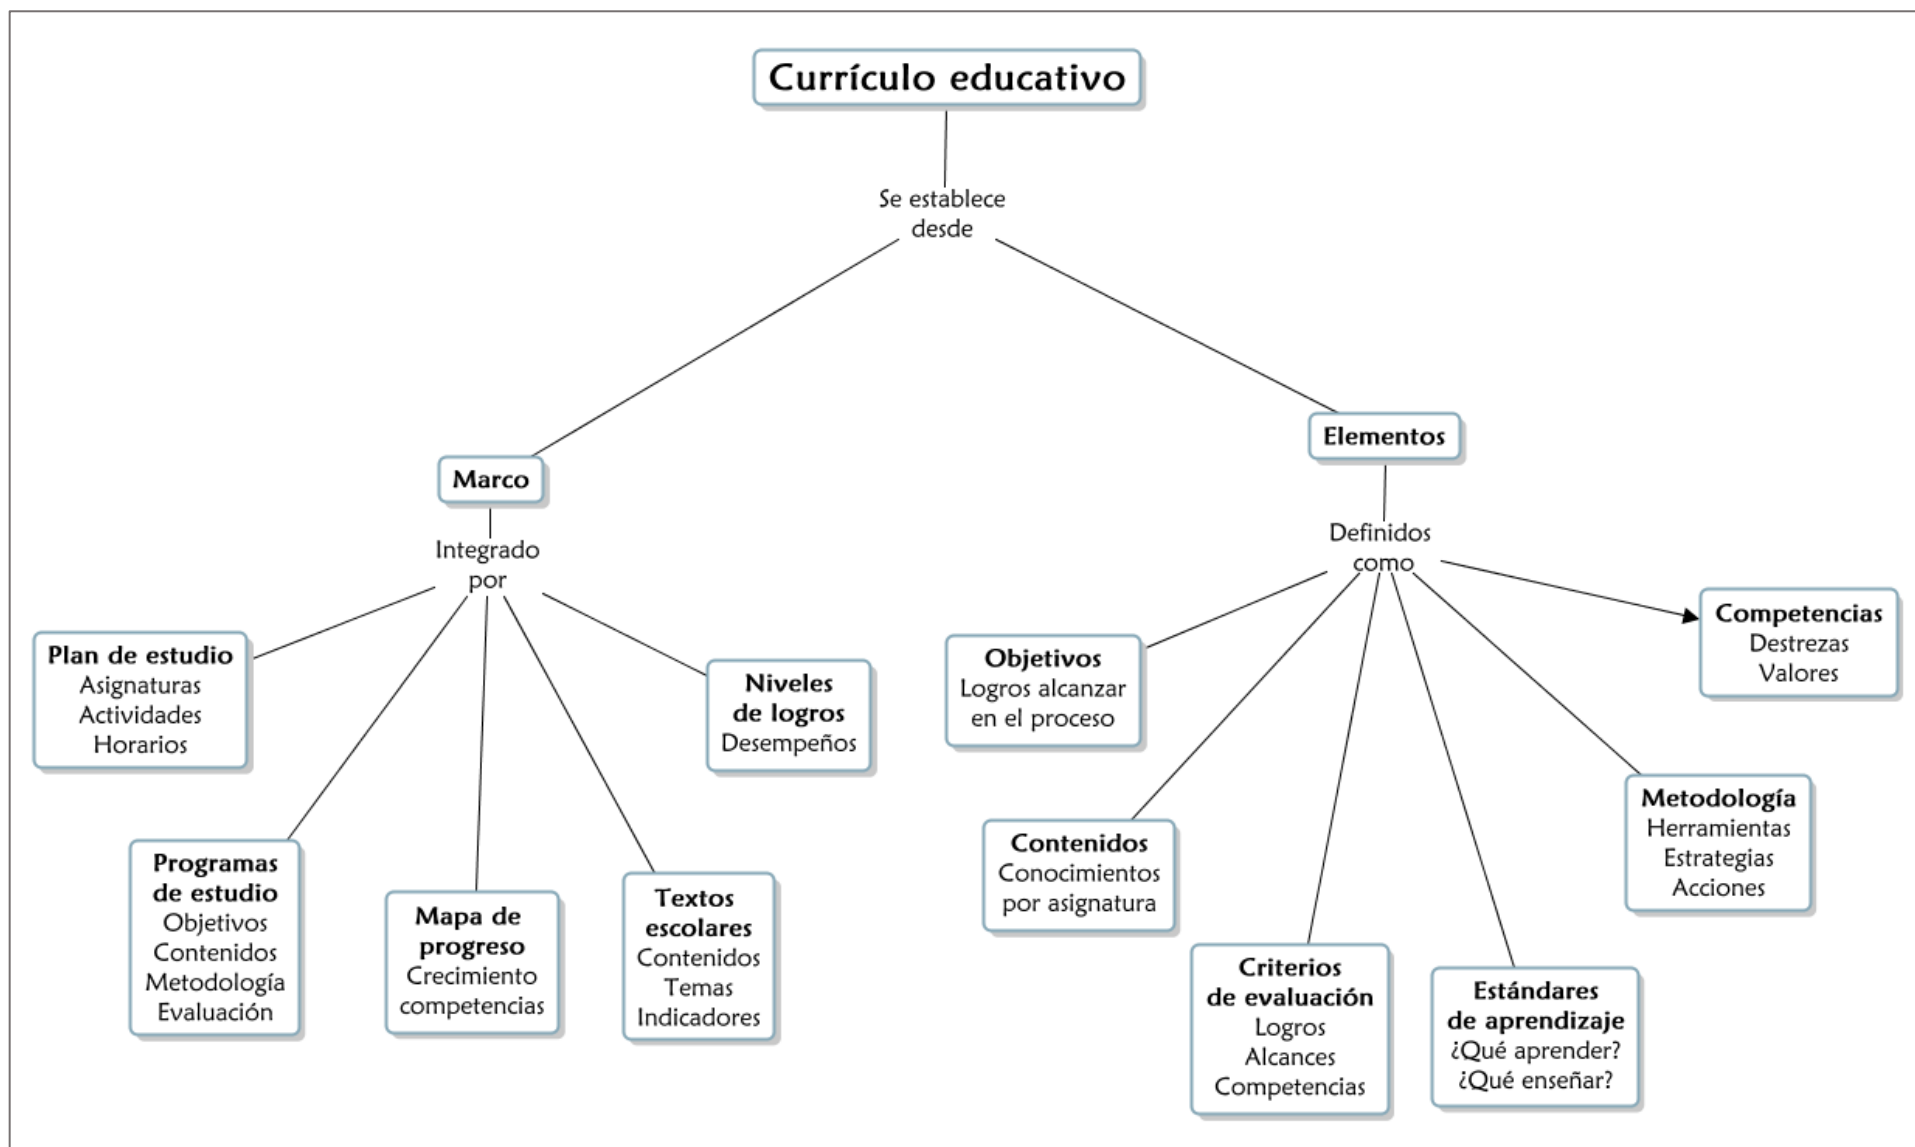 Currículo educativo
Se establece
desde
Marco
Integrado
por
Plan de estudio
Asignaturas
Actividades
Horarios
Programas
de estudio
Objetivos
Contenidos
Metodología
Evaluación
Mapa de
progreso
Crecimiento
competencias
Textos
escolares
Contenidos
Temas
Indicadores
Niveles
de logros
Desempeños
Elementos
Definidos
como
Objetivos
Logros alcanzar
en el proceso
Contenidos
Conocimientos
por asignatura
Criterios
de evaluación
Logros
Alcances
Competencias
Estándares
de aprendizaje
¿Qué aprender?
¿Qué enseñar?
Metodología
Herramientas
Estrategias
Acciones
Competencias
Destrezas
Valores